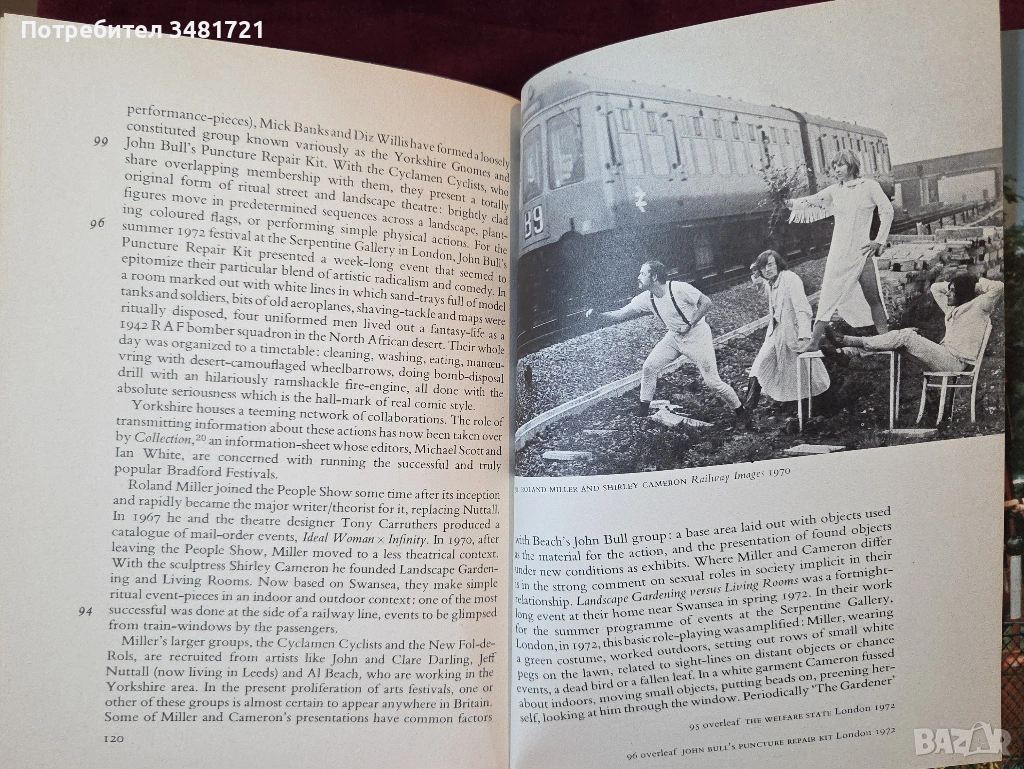 Потребител 3481721
performance-pieces), Mick Banks and Diz Willis have formed a loosely
99 constituted group known variously as the Yorkshire Gnomes and
John Bull's Puncture Repair Kit. With the Cyclamen Cyclists, who
share overlapping membership with them, they present a totally
original form of ritual street and landscape theatre: brightly clad
figures move in predetermined sequences across a landscape, plant-
96 ing coloured flags, or performing simple physical actions. For the
summer 1972 festival at the Serpentine Gallery in London, John Bull's
Puncture Repair Kit presented a week-long event that seemed to
epitomize their particular blend of artistic radicalism and comedy. In
a room marked out with white lines in which sand-trays full of model
tanks and soldiers, bits of old aeroplanes, shaving-tackle and maps were
ritually disposed, four uniformed men lived out a fantasy-life as a
1942 RAF bomber squadron in the North African desert. Their whole
day was organized to a timetable: cleaning, washing, eating, manœu-
vring with desert-camouflaged wheelbarrows, doing bomb-disposal
drill with an hilariously ramshackle fire-engine, all done with the
absolute seriousness which is the hall-mark of real comic style.
Yorkshire houses a teeming network of collaborations. The role of
transmitting information about these actions has now been taken over
by Collection,20 an information-sheet whose editors, Michael Scott and
Ian White, are concerned with running the successful and truly
popular Bradford Festivals.
Roland Miller joined the People Show some time after its inception
and rapidly became the major writer/theorist for it, replacing Nuttall.
In 1967 he and the theatre designer Tony Carruthers produced a
catalogue of mail-order events, Ideal Woman × Infinity. In 1970, after
leaving the People Show, Miller moved to a less theatrical context.
With the sculptress Shirley Cameron he founded Landscape Garden-
ing and Living Rooms. Now based on Swansea, they make simple
ritual event-pieces in an indoor and outdoor context: one of the most
94 successful was done at the side of a railway line, events to be glimpsed
from train-windows by the passengers.
Miller's larger groups, the Cyclamen Cyclists and the New Fol-de-
Rols, are recruited from artists like John and Clare Darling, Jeff
Nuttall (now living in Leeds) and Al Beach, who are working in the
Yorkshire area. In the present proliferation of arts festivals, one or
other of these groups is almost certain to appear anywhere in Britain.
Some of Miller and Cameron's presentations have common factors
120
B9
ROLAND MILLER AND SHIRLEY CAMERON Railway Images 1970
with Beach's John Bull group: a base area laid out with objects used
as the material for the action, and the presentation of found objects
under new conditions as exhibits. Where Miller and Cameron differ
is in the strong comment on sexual roles in society implicit in their
relationship. Landscape Gardening versus Living Rooms was a fortnight-
long event at their home near Swansea in spring 1972. In their work
for the summer programme of events at the Serpentine Gallery,
London, in 1972, this basic role-playing was amplified: Miller, wearing
a green costume, worked outdoors, setting out rows of small white
pegs on the lawn, related to sight-lines on distant objects or chance
events, a dead bird or a fallen leaf. In a white garment Cameron fussed
about indoors, moving small objects, putting beads on, preening her-
self, looking at him through the window. Periodically 'The Gardener'
95 overleaf THE WELFARE STATE London 1972
96 overleaf JOHN BULL'S PUNCTURE REPAIR KIT London 1972
BAZAR